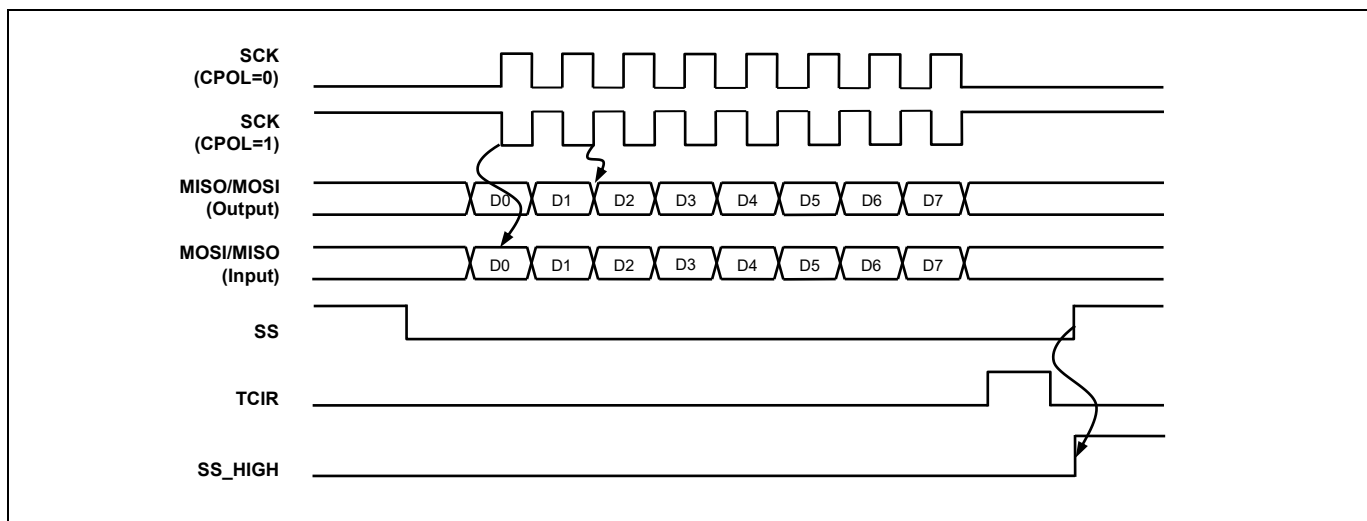 SCK
(CPOL=0)
SCK
(CPOL=1)
MISO/MOSI
(Output)
D0 D1 D2 D3 D4 D5 D6 D7
MOSI/MISO
(Input)
D0 D1 D2 D3 D4 D5 D6 D7
SS
TCIR
SS_HIGH